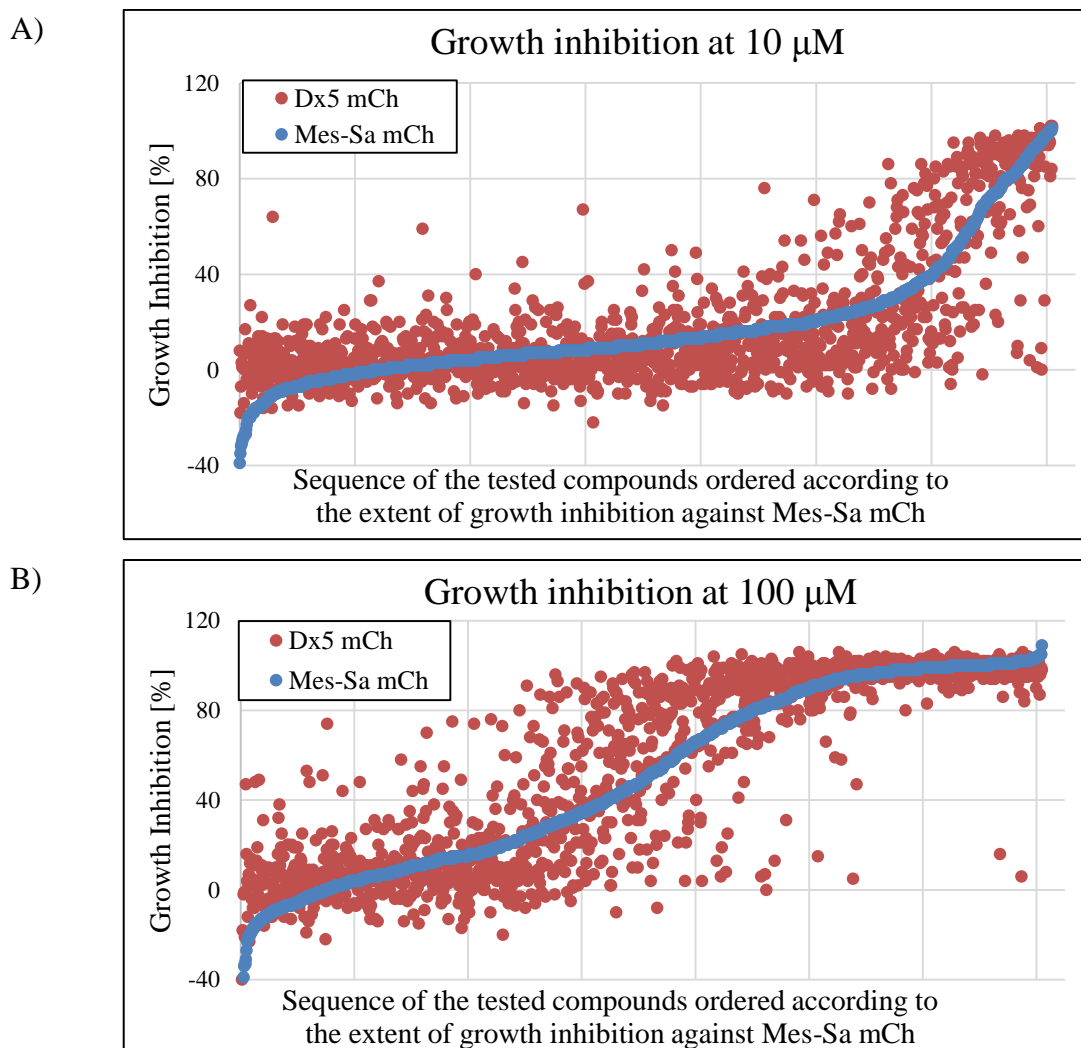 A)
Growth inhibition at 10 μM
Growth Inhibition [%]
120
80
40
0
-40
Dx5 mCh
Mes-Sa mCh
Sequence of the tested compounds ordered according to
the extent of growth inhibition against Mes-Sa mCh
B)
Growth inhibition at 100 μM
Growth Inhibition [%]
120
80
40
0
-40
Dx5 mCh
Mes-Sa mCh
Sequence of the tested compounds ordered according to
the extent of growth inhibition against Mes-Sa mCh